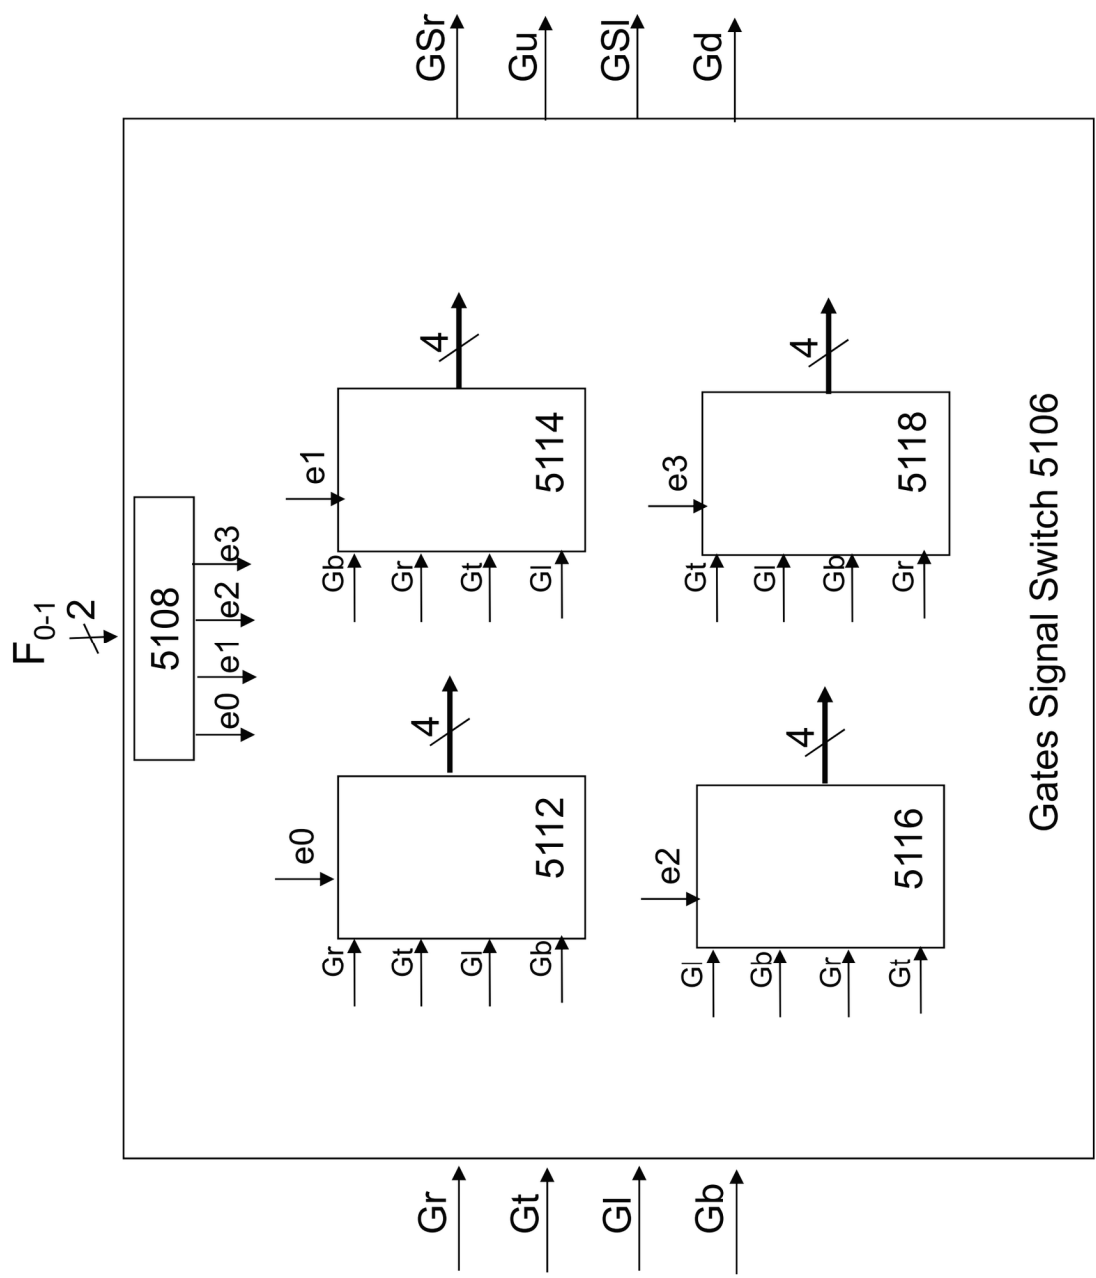 F0-1
2
5108
e0 e1 e2 e3
Gr
Gt
Gl
Gb
e0
Gr
Gt
Gl
Gb
5112
4
e1
Gb
Gr
Gt
Gl
5114
4
e2
Gl
Gb
Gr
Gt
5116
4
e3
Gt
Gl
Gb
Gr
5118
4
GSr
Gu
GSl
Gd
Gates Signal Switch 5106